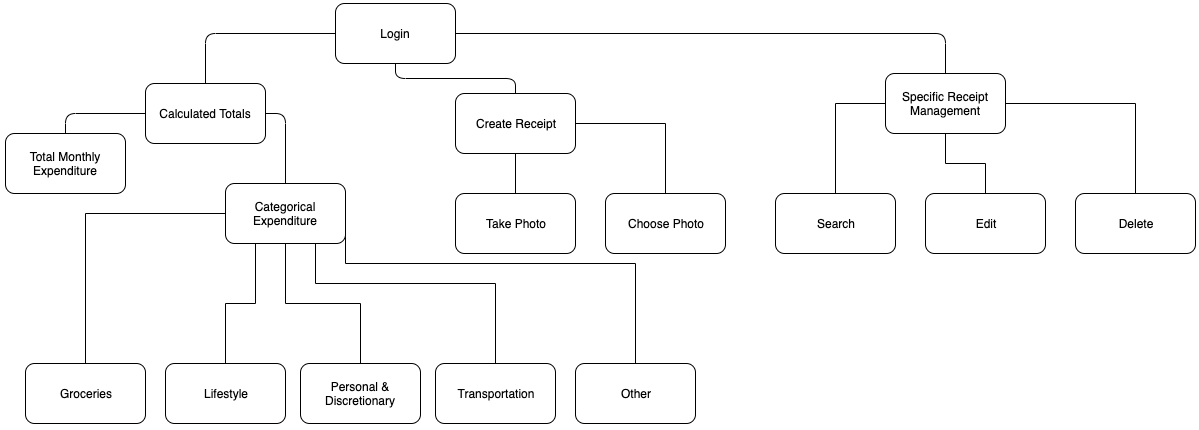 Login
Calculated Totals
Create Receipt
Specific Receipt
Management
Total Monthly
Expenditure
Categorical
Expenditure
Take Photo
Choose Photo
Search
Edit
Delete
Groceries
Lifestyle
Personal &
Discretionary
Transportation
Other